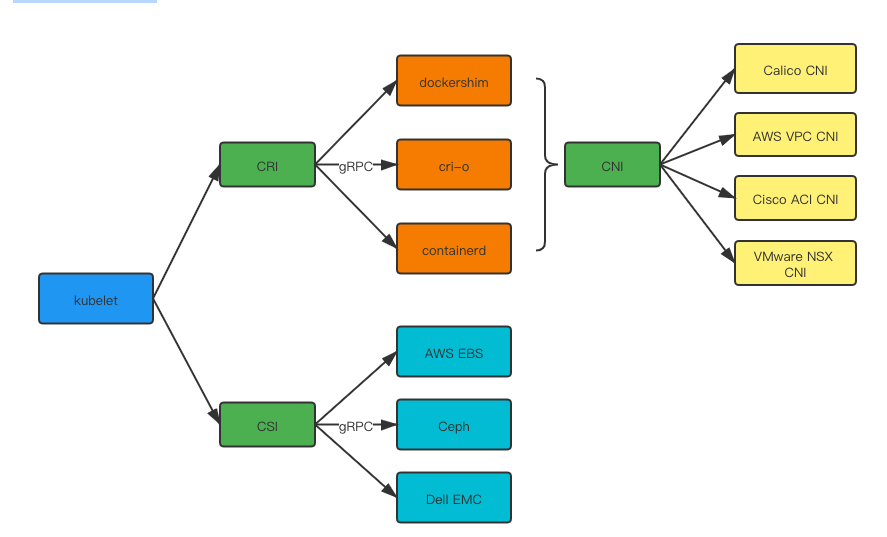 kubelet
CRI
gRPC
dockershim
cri-o
containerd
CNI
Calico CNI
AWS VPC CNI
Cisco ACI CNI
VMware NSX
CNI
CSI
gRPC
AWS EBS
Ceph
Dell EMC